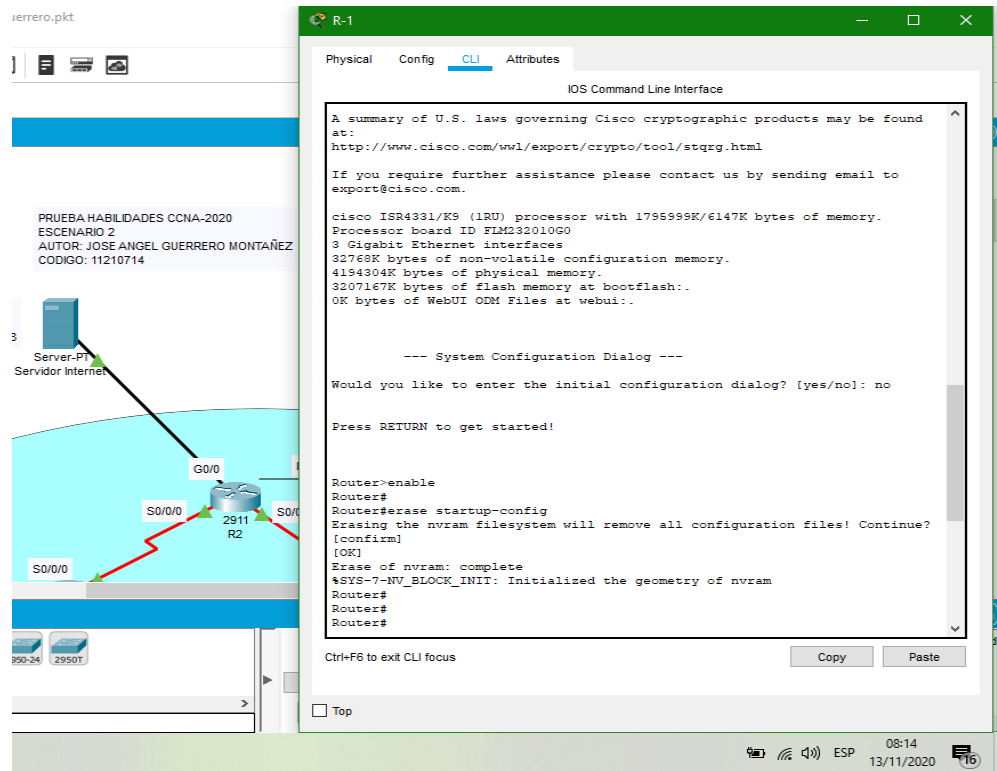 uerrero.pkt
R-1
Physical Config CLI Attributes
IOS Command Line Interface
A summary of U.S. laws governing Cisco cryptographic products may be found
at:
http://www.cisco.com/wwl/export/crypto/tool/stqrg.html
If you require further assistance please contact us by sending email to
export@cisco.com.
cisco ISR4331/K9 (1RU) processor with 1795999K/6147K bytes of memory.
Processor board ID FLM232010G0
3 Gigabit Ethernet interfaces
32768K bytes of non-volatile configuration memory.
4194304K bytes of physical memory.
3207167K bytes of flash memory at bootflash:.
0K bytes of WebUI ODM Files at webui:.
--- System Configuration Dialog ---
Would you like to enter the initial configuration dialog? [yes/no]: no
Press RETURN to get started!
Router>enable
Router#
Router#erase startup-config
Erasing the nvram filesystem will remove all configuration files! Continue?
[confirm]
[OK]
Erase of nvram: complete
%SYS-7-NV_BLOCK_INIT: Initialized the geometry of nvram
Router#
Router#
Router#
Ctrl+F6 to exit CLI focus
Copy Paste
Top
PRUEBA HABILIDADES CCNA-2020
ESCENARIO 2
AUTOR: JOSE ANGEL GUERRERO MONTAÑEZ
CODIGO: 11210714
Server-PT
Servidor Internet
G0/0
S0/0/0
2911
R2
S0/
S0/0/0
950-24 2950T
ESP
08:14
13/11/2020
16